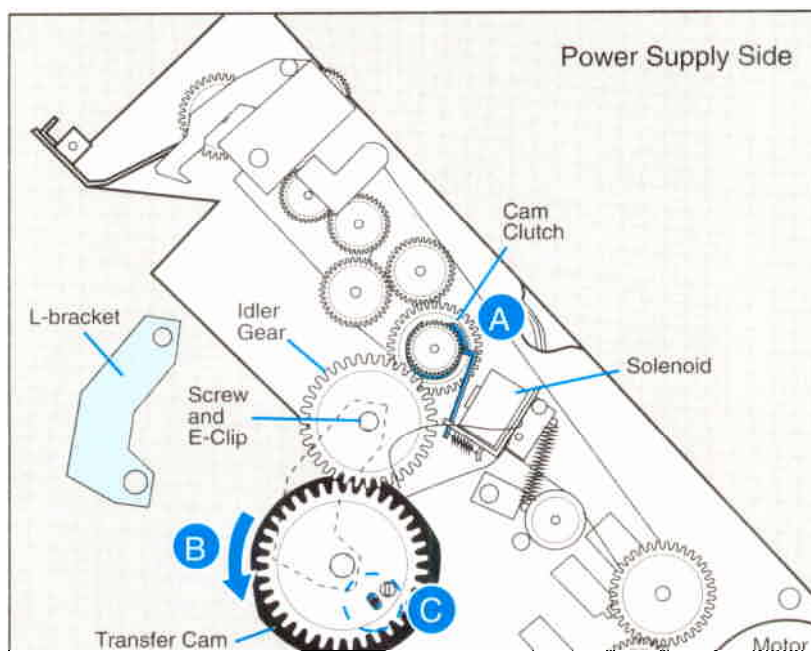 Power Supply Side
Cam
Clutch
A
L-bracket
Idler
Gear
Solenoid
Screw
and
E-Clip
B
C
Transfer Cam
Motor